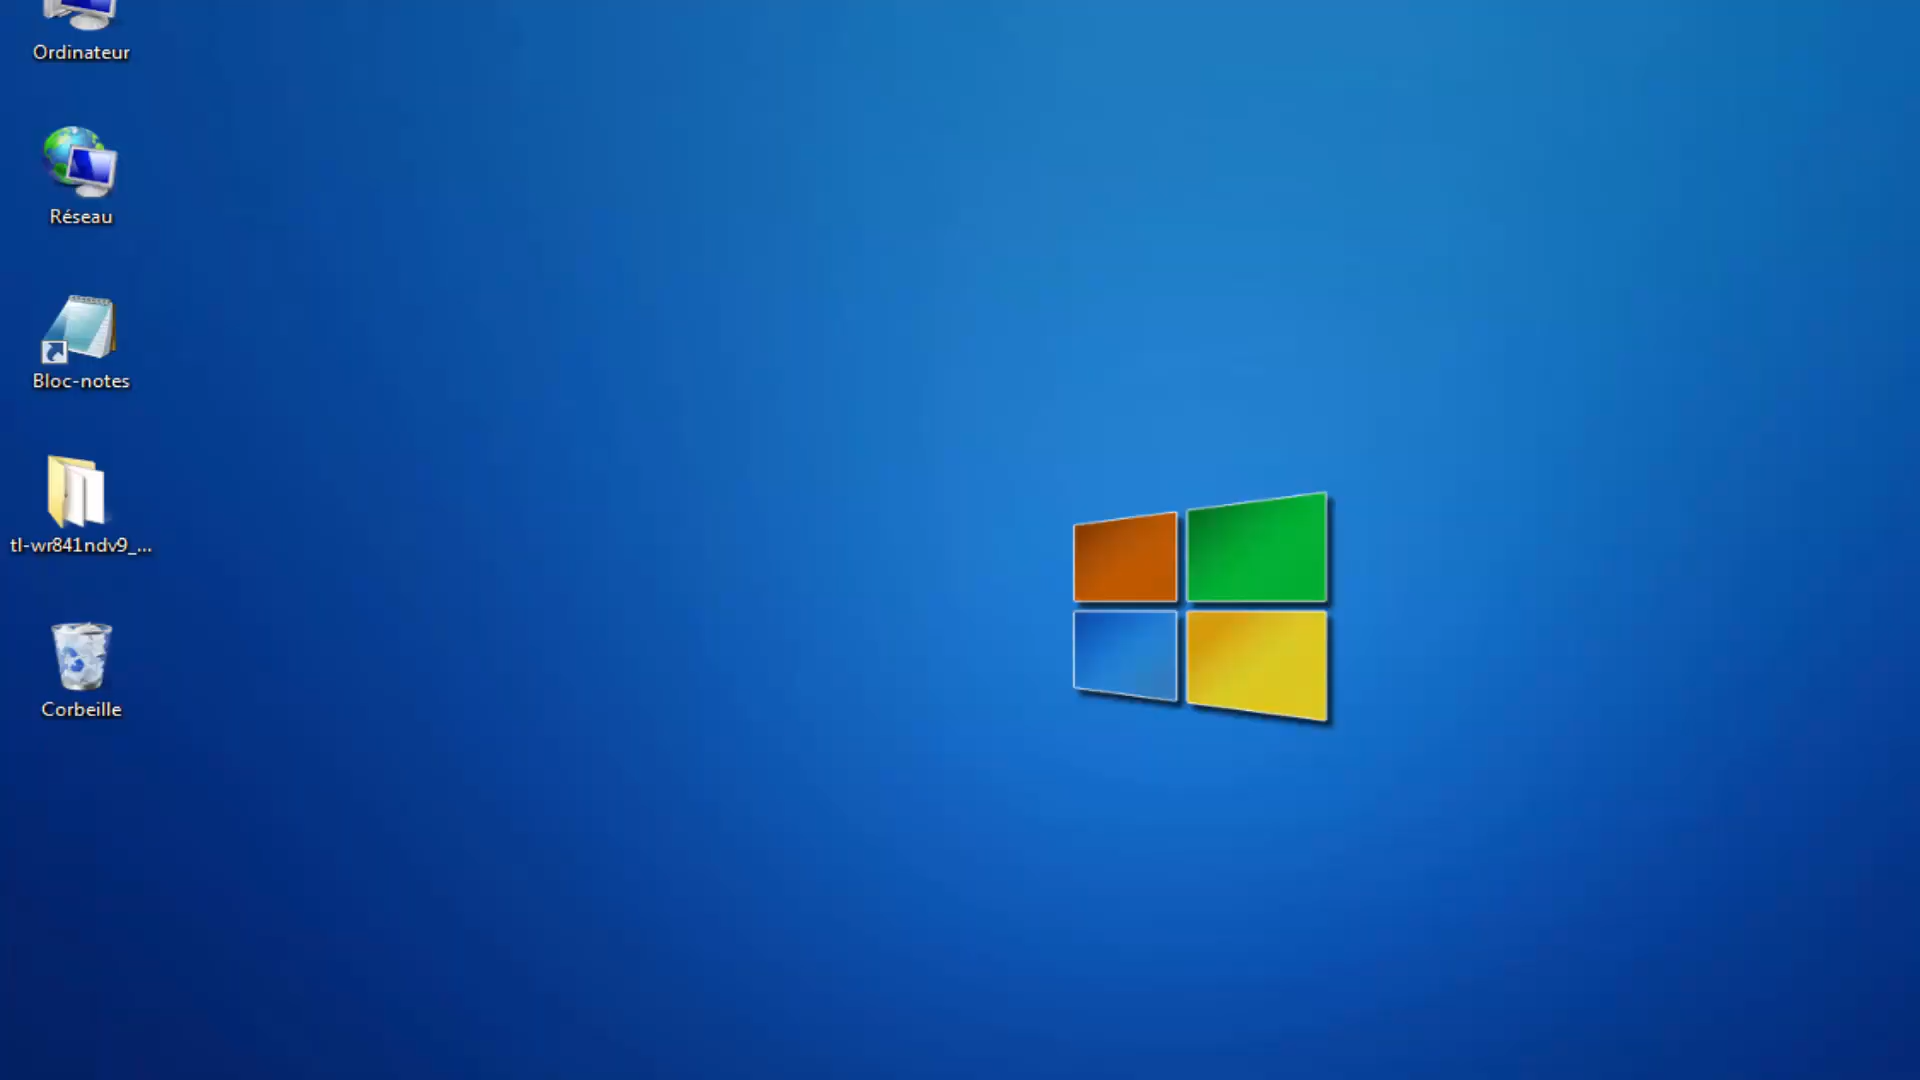 Ordinateur
Réseau
Bloc-notes
tl-wr841ndv9_...
Corbeille